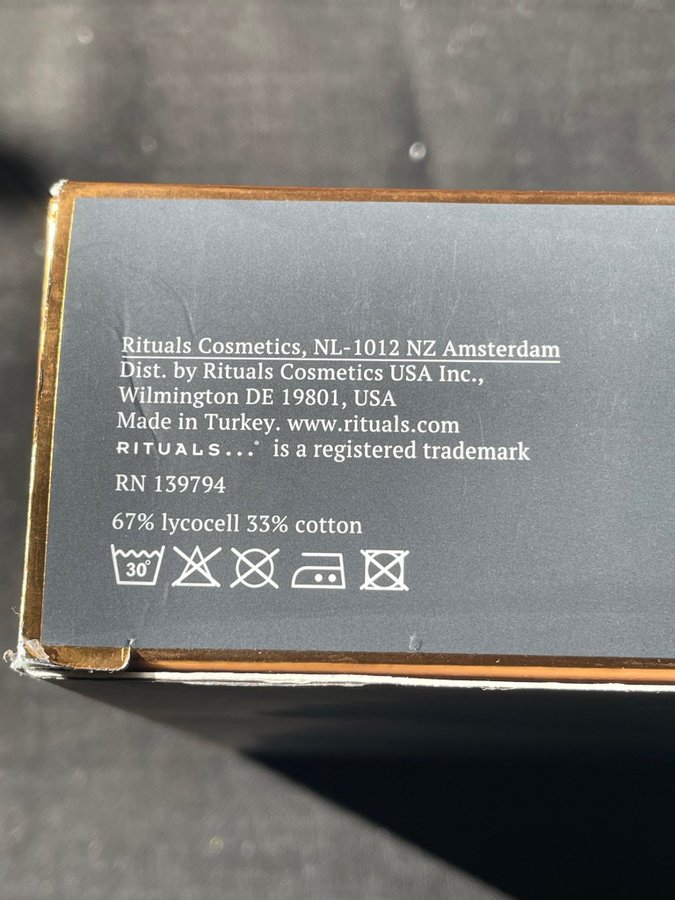 Rituals Cosmetics, NL-1012 NZ Amsterdam
Dist. by Rituals Cosmetics USA Inc.,
Wilmington DE 19801, USA
Made in Turkey. www.rituals.com
RITUALS...° is a registered trademark
RN 139794
67% lycocell 33% cotton
30°